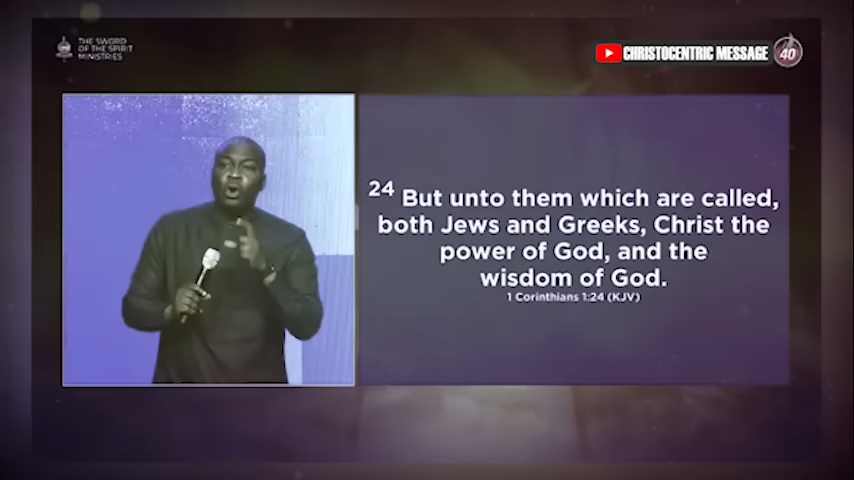 THE SWORD
OF THE SPIRIT
MINISTRIES
CHRISTOCENTRIC MESSAGE
40
24 But unto them which are called,
both Jews and Greeks, Christ the
power of God, and the
wisdom of God.
1 Corinthians 1:24 (KJV)